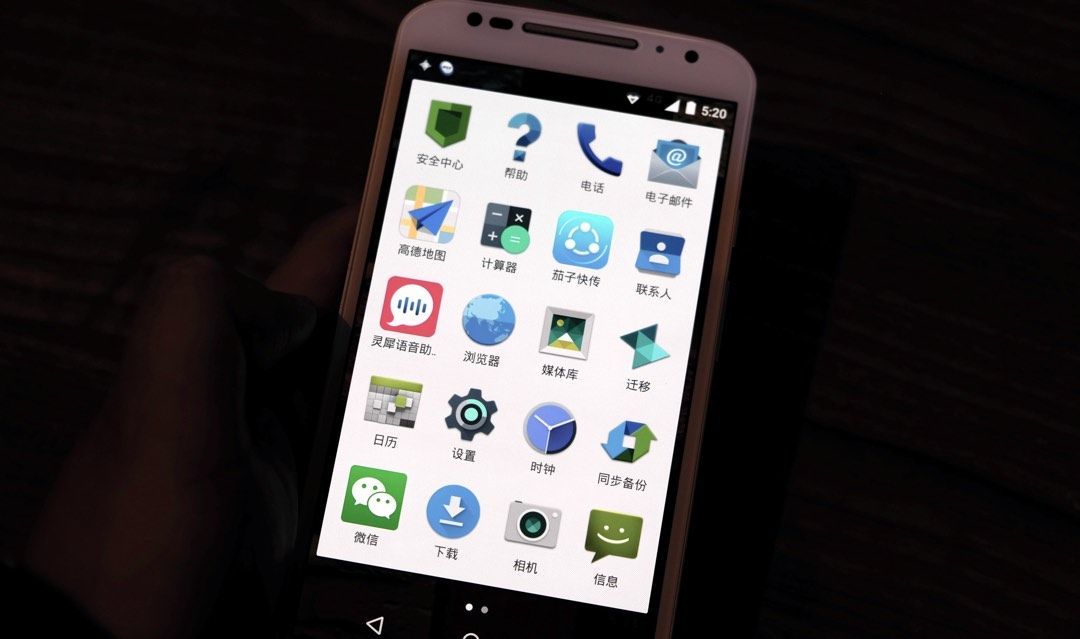 4G 5:20
安全中心 帮助 电话 电子邮件
高德地图 计算器 茄子快传 联系人
灵犀语音助.. 浏览器 媒体库 迁移
日历 设置 时钟 同步备份
微信 下载 相机 信息